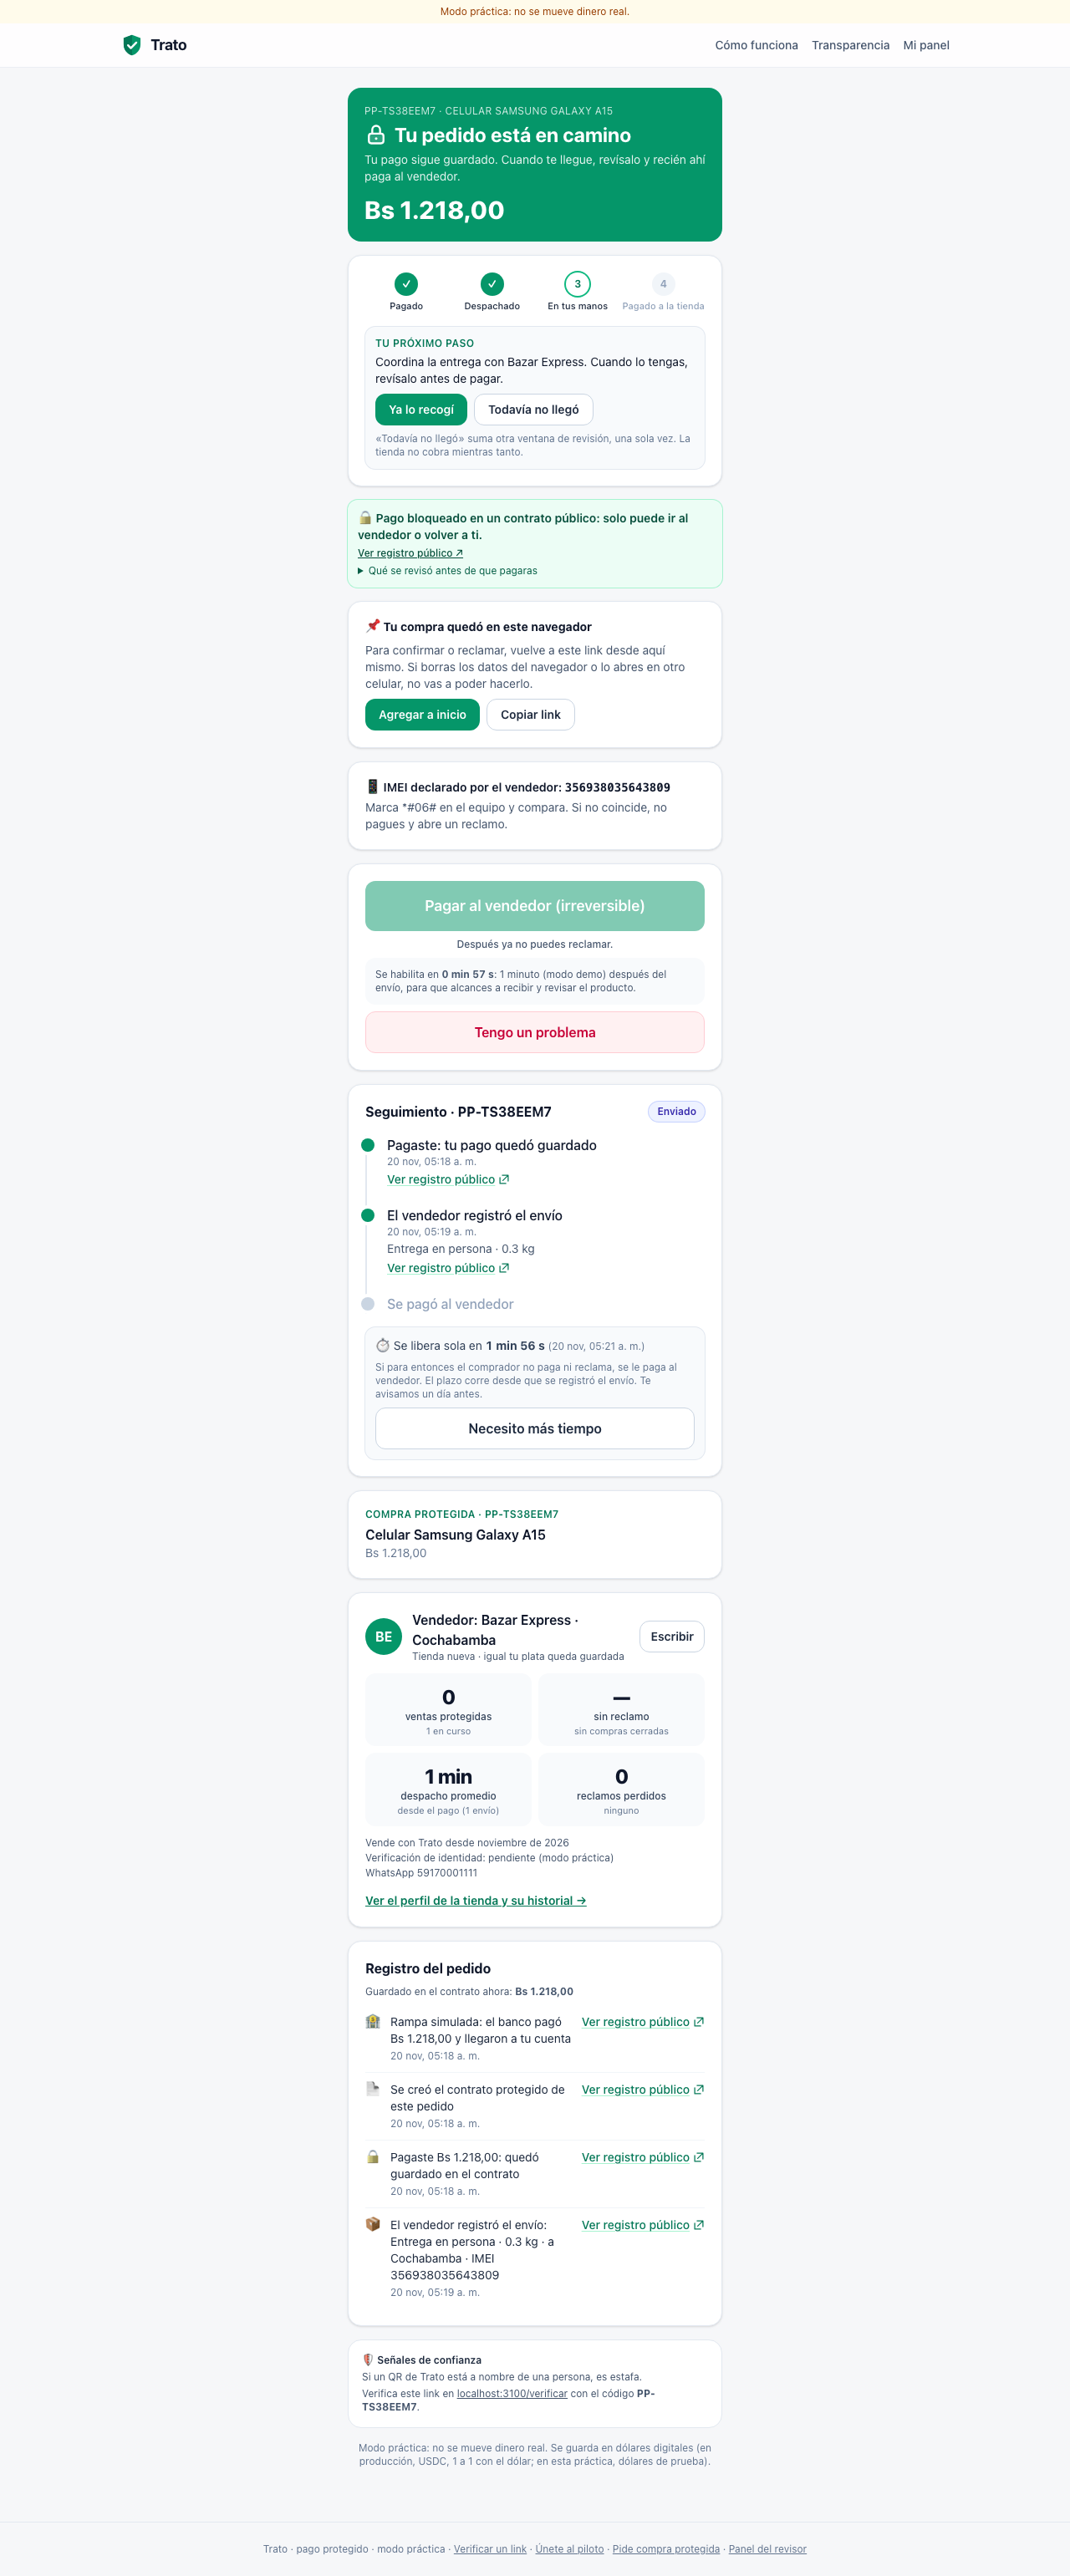 Modo práctica: no se mueve dinero real.
Trato
Cómo funciona Transparencia Mi panel
PP-TS38EEM7 · CELULAR SAMSUNG GALAXY A15
Tu pedido está en camino
Tu pago sigue guardado. Cuando te llegue, revísalo y recién ahí
paga al vendedor.
Bs 1.218,00
3
4
Pagado
Despachado
En tus manos
Pagado a la tienda
TU PRÓXIMO PASO
Coordina la entrega con Bazar Express. Cuando lo tengas,
revísalo antes de pagar.
Ya lo recogí
Todavía no llegó
«Todavía no llegó» suma otra ventana de revisión, una sola vez. La
tienda no cobra mientras tanto.
Pago bloqueado en un contrato público: solo puede ir al
vendedor o volver a ti.
Ver registro público ↗
▶ Qué se revisó antes de que pagaras
Tu compra quedó en este navegador
Para confirmar o reclamar, vuelve a este link desde aquí
mismo. Si borras los datos del navegador o lo abres en otro
celular, no vas a poder hacerlo.
Agregar a inicio
Copiar link
IMEI declarado por el vendedor: 356938035643809
Marca *#06# en el equipo y compara. Si no coincide, no
pagues y abre un reclamo.
Pagar al vendedor (irreversible)
Después ya no puedes reclamar.
Se habilita en 0 min 57 s: 1 minuto (modo demo) después del
envío, para que alcances a recibir y revisar el producto.
Tengo un problema
Seguimiento · PP-TS38EEM7
Enviado
Pagaste: tu pago quedó guardado
20 nov, 05:18 a. m.
Ver registro público
El vendedor registró el envío
20 nov, 05:19 a. m.
Entrega en persona · 0.3 kg
Ver registro público
Se pagó al vendedor
Se libera sola en 1 min 56 s (20 nov, 05:21 a. m.)
Si para entonces el comprador no paga ni reclama, se le paga al
vendedor. El plazo corre desde que se registró el envío. Te
avisamos un día antes.
Necesito más tiempo
COMPRA PROTEGIDA · PP-TS38EEM7
Celular Samsung Galaxy A15
Bs 1.218,00
BE
Vendedor: Bazar Express ·
Cochabamba
Tienda nueva · igual tu plata queda guardada
Escribir
0
ventas protegidas
1 en curso
—
sin reclamo
sin compras cerradas
1 min
despacho promedio
desde el pago (1 envío)
0
reclamos perdidos
ninguno
Vende con Trato desde noviembre de 2026
Verificación de identidad: pendiente (modo práctica)
WhatsApp 59170001111
Ver el perfil de la tienda y su historial →
Registro del pedido
Guardado en el contrato ahora: Bs 1.218,00
Rampa simulada: el banco pagó
Bs 1.218,00 y llegaron a tu cuenta
20 nov, 05:18 a. m.
Ver registro público
Se creó el contrato protegido de
este pedido
20 nov, 05:18 a. m.
Ver registro público
Pagaste Bs 1.218,00: quedó
guardado en el contrato
20 nov, 05:18 a. m.
Ver registro público
El vendedor registró el envío:
Entrega en persona · 0.3 kg · a
Cochabamba · IMEI
356938035643809
20 nov, 05:19 a. m.
Ver registro público
Señales de confianza
Si un QR de Trato está a nombre de una persona, es estafa.
Verifica este link en localhost:3100/verificar con el código PP-
TS38EEM7.
Modo práctica: no se mueve dinero real. Se guarda en dólares digitales (en
producción, USDC, 1 a 1 con el dólar; en esta práctica, dólares de prueba).
Trato · pago protegido · modo práctica · Verificar un link · Únete al piloto · Pide compra protegida · Panel del revisor